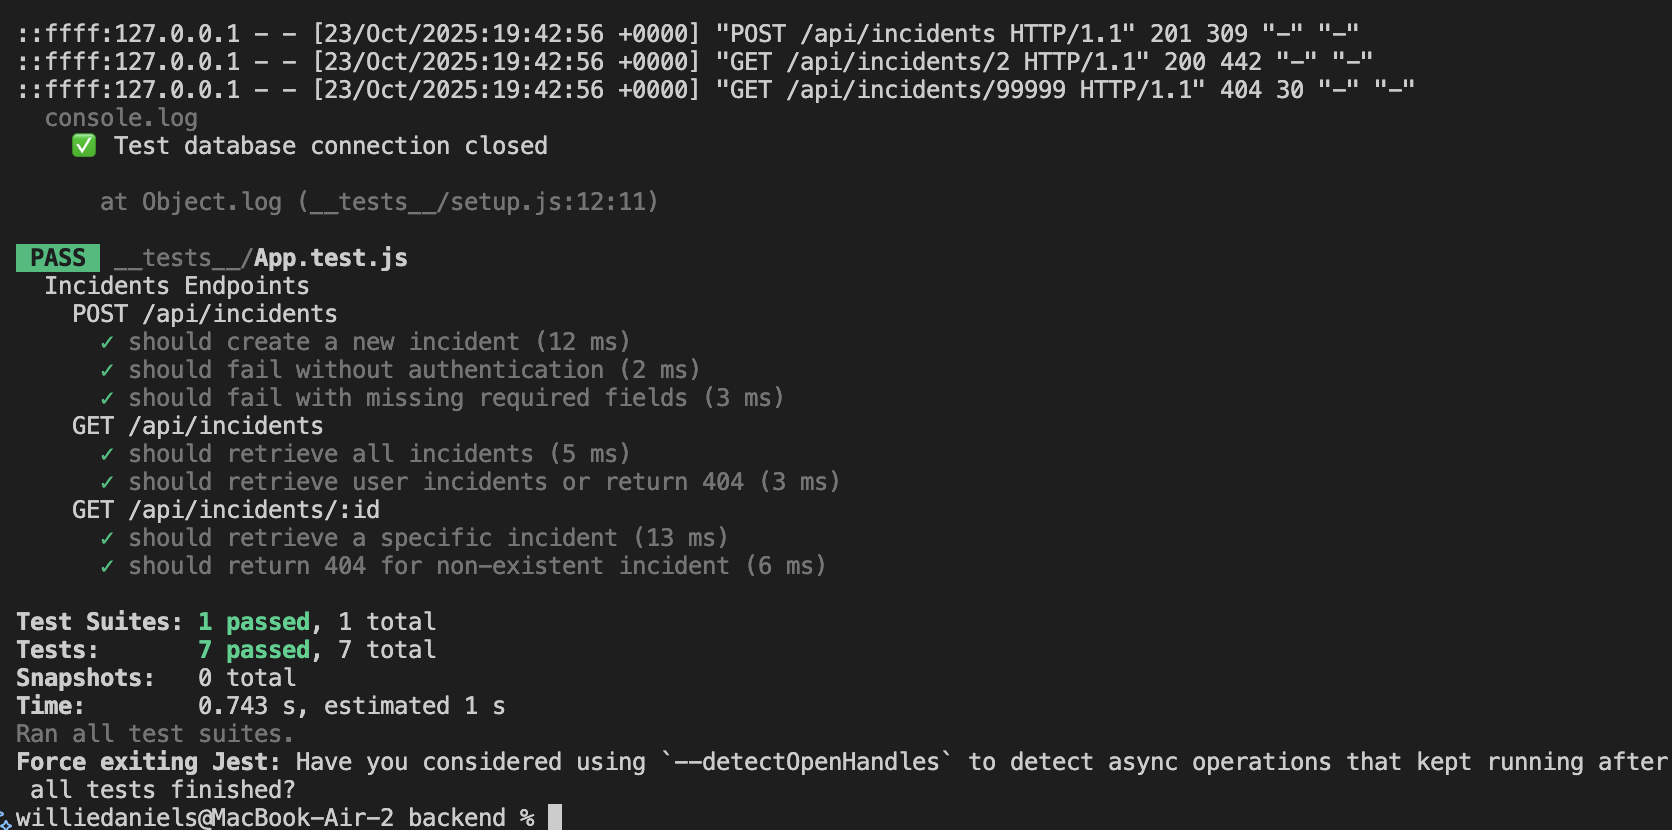 ::ffff:127.0.0.1 - - [23/Oct/2025:19:42:56 +0000] "POST /api/incidents HTTP/1.1" 201 309 "-" "-"
::ffff:127.0.0.1 - - [23/Oct/2025:19:42:56 +0000] "GET /api/incidents/2 HTTP/1.1" 200 442 "-" "-"
::ffff:127.0.0.1 - - [23/Oct/2025:19:42:56 +0000] "GET /api/incidents/99999 HTTP/1.1" 404 30 "-" "-"
console.log
✅ Test database connection closed
at Object.log (__tests__/setup.js:12:11)
PASS __tests__/App.test.js
Incidents Endpoints
POST /api/incidents
✓ should create a new incident (12 ms)
✓ should fail without authentication (2 ms)
✓ should fail with missing required fields (3 ms)
GET /api/incidents
✓ should retrieve all incidents (5 ms)
✓ should retrieve user incidents or return 404 (3 ms)
GET /api/incidents/:id
✓ should retrieve a specific incident (13 ms)
✓ should return 404 for non-existent incident (6 ms)
Test Suites: 1 passed, 1 total
Tests: 7 passed, 7 total
Snapshots: 0 total
Time: 0.743 s, estimated 1 s
Ran all test suites.
Force exiting Jest: Have you considered using `--detectOpenHandles` to detect async operations that kept running after
all tests finished?
williedaniels@MacBook-Air-2 backend %